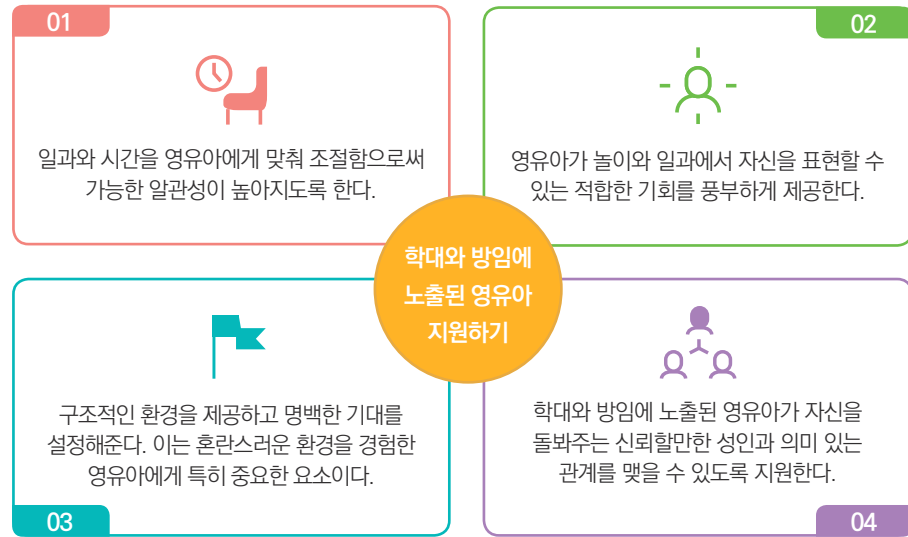 01
일과와 시간을 영유아에게 맞춰 조절함으로써
가능한 알관성이 높아지도록 한다.
02
영유아가 놀이와 일과에서 자신을 표현할 수
있는 적합한 기회를 풍부하게 제공한다.
학대와 방임에
노출된 영유아
지원하기
구조적인 환경을 제공하고 명백한 기대를
설정해준다. 이는 혼란스러운 환경을 경험한
영유아에게 특히 중요한 요소이다.
03
학대와 방임에 노출된 영유아가 자신을
돌봐주는 신뢰할만한 성인과 의미 있는
관계를 맺을 수 있도록 지원한다.
04